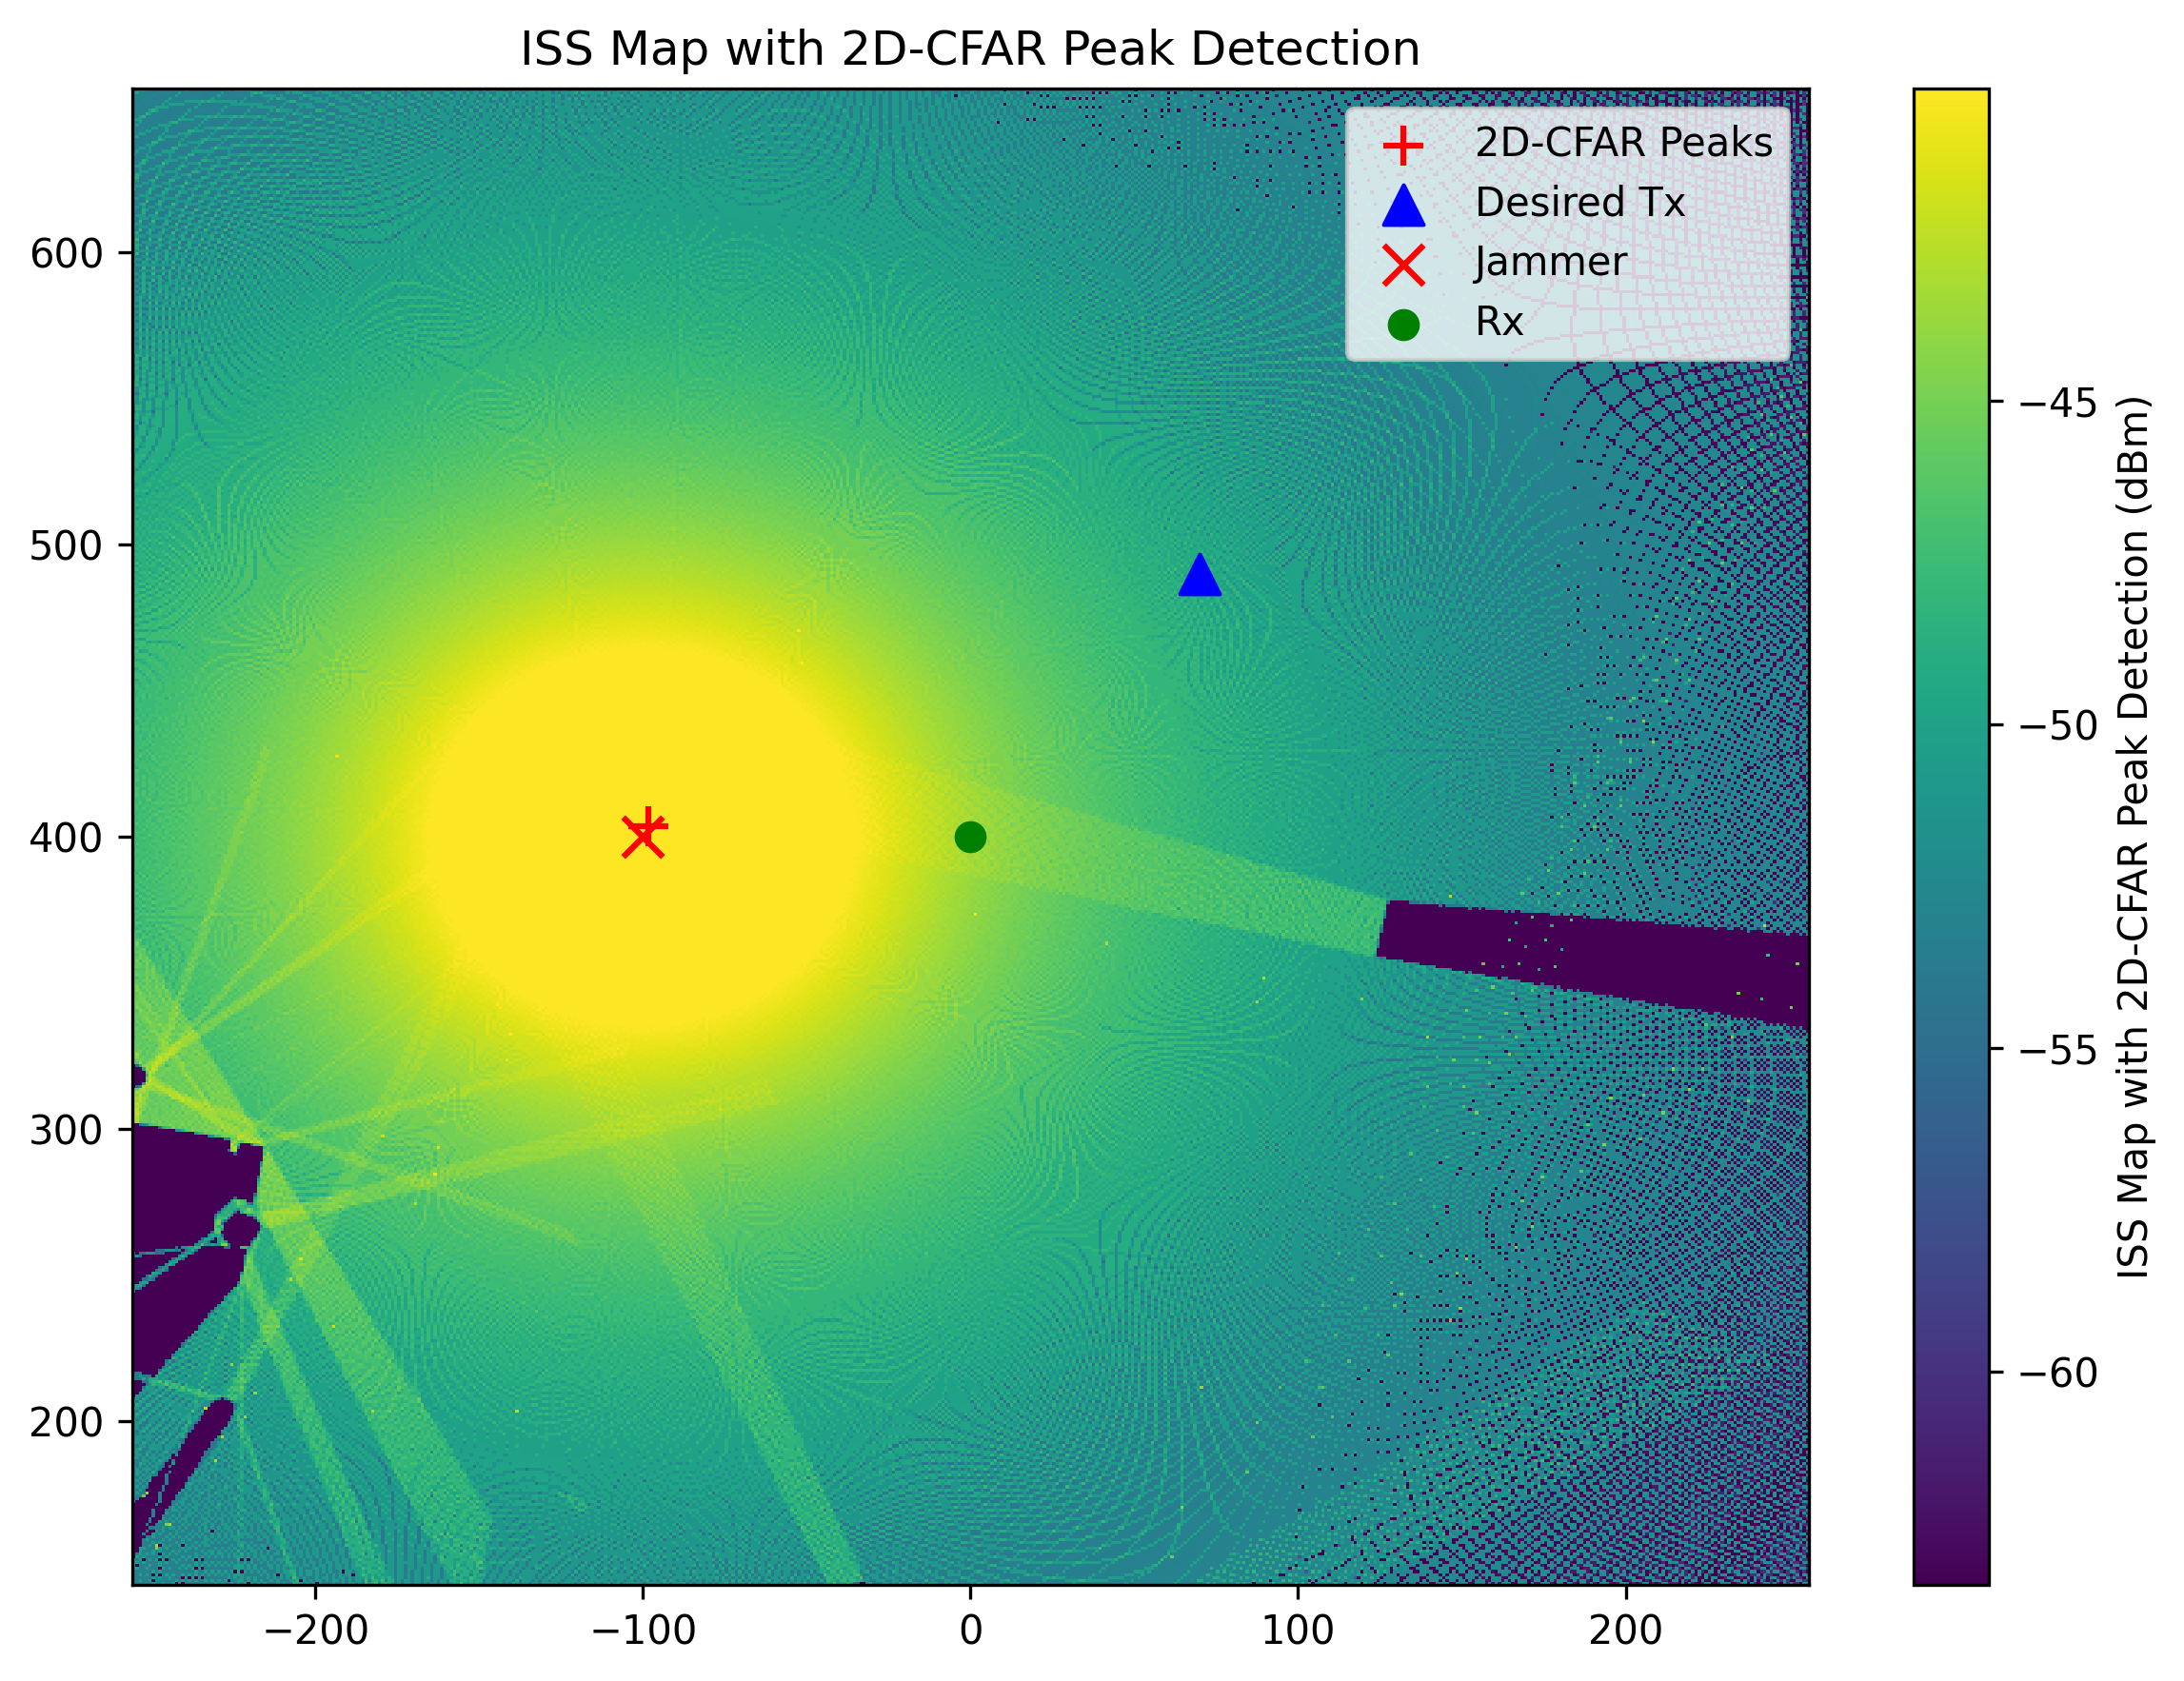 ISS Map with 2D-CFAR Peak Detection
2D-CFAR Peaks
Desired Tx
Jammer
Rx
600
500
400
300
200
−200
−100
0
100
200
−45
−50
−55
−60
ISS Map with 2D-CFAR Peak Detection (dBm)